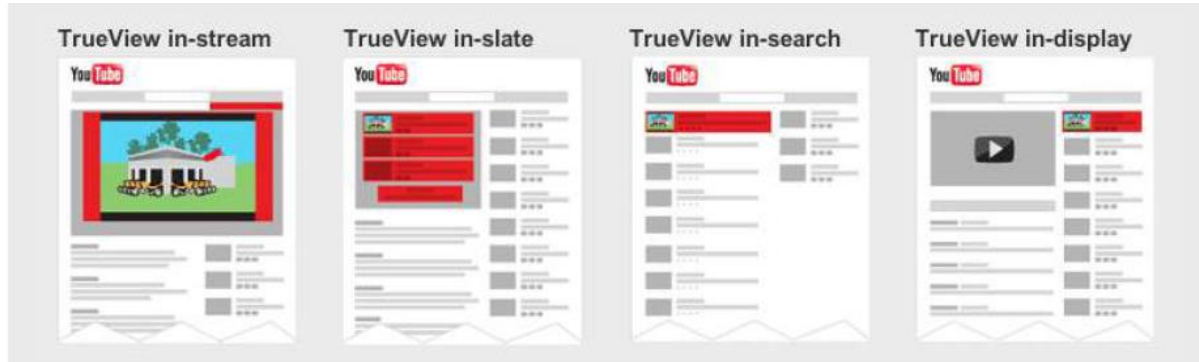 TrueView in-stream
TrueView in-slate
TrueView in-search
TrueView in-display
YouTube
YouTube
YouTube
YouTube